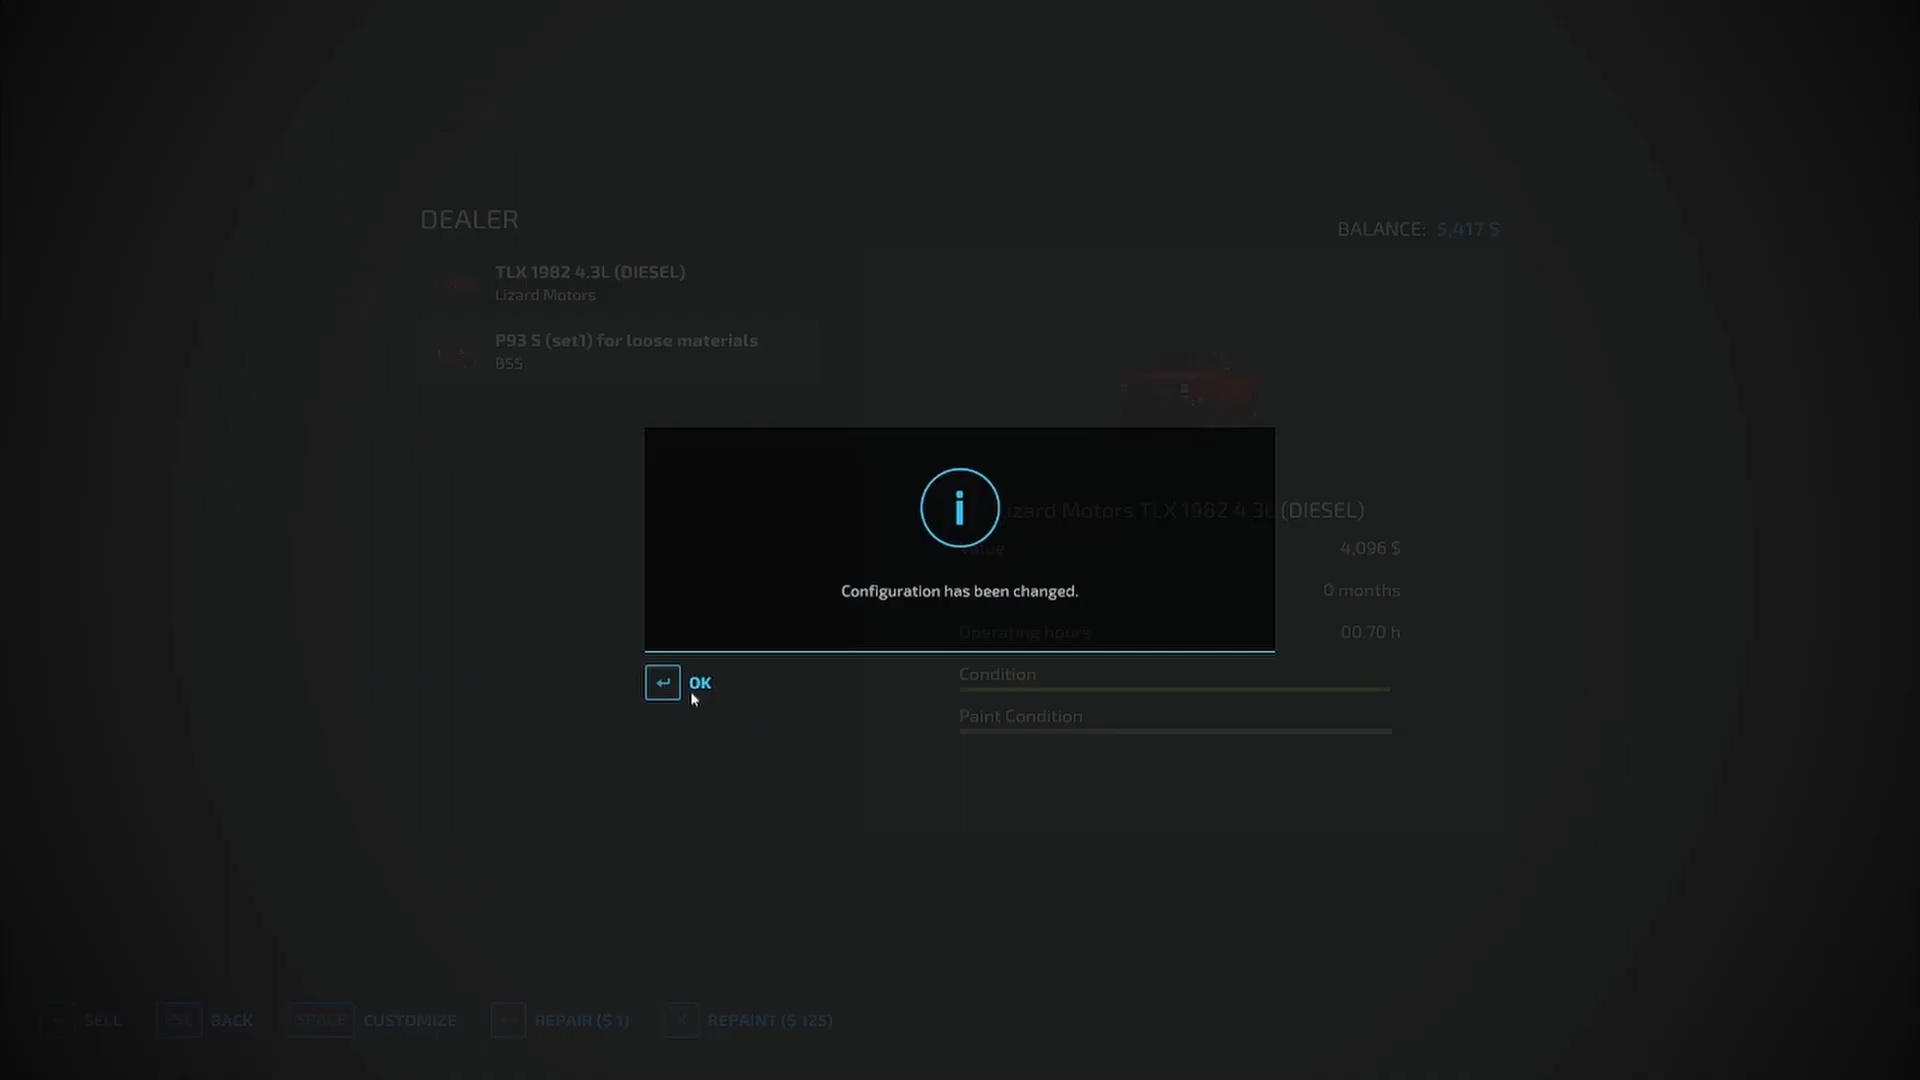 DEALER
BALANCE: 5,417 $
TLX 1982 4.3L (DIESEL)
Lizard Motors
P93 S (set1) for loose materials
BSS
izard Motors TLX 1982 4.3L (DIESEL)
Value 4,096 $
0 months
Configuration has been changed.
Operating hours 00.70 h
OK
Condition
Paint Condition
SELL ESC BACK SPACE CUSTOMIZE REPAIR ($ 1) X REPAINT ($ 125)